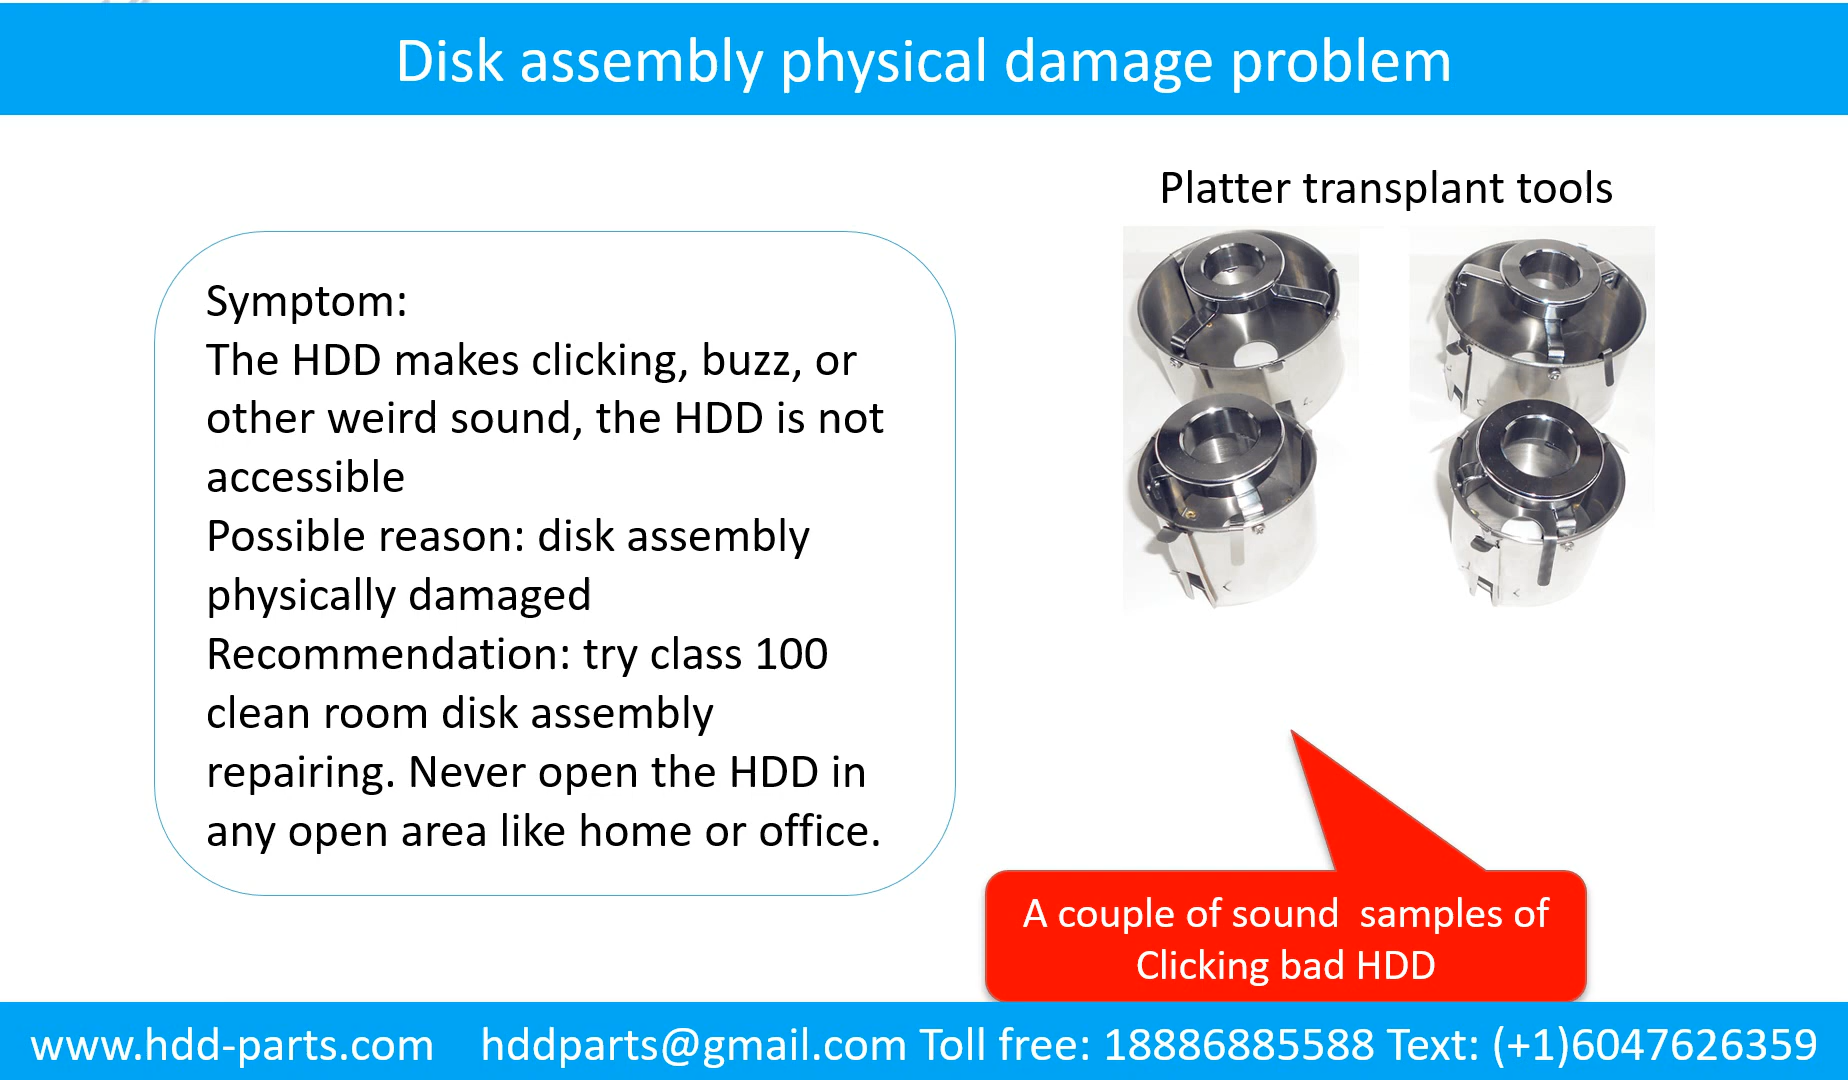 Disk assembly physical damage problem
Platter transplant tools
Symptom:
The HDD makes clicking, buzz, or
other weird sound, the HDD is not
accessible
Possible reason: disk assembly
physically damaged
Recommendation: try class 100
clean room disk assembly
repairing. Never open the HDD in
any open area like home or office.
A couple of sound  samples of
Clicking bad HDD
www.hdd-parts.com    hddparts@gmail.com Toll free: 18886885588 Text: (+1)6047626359